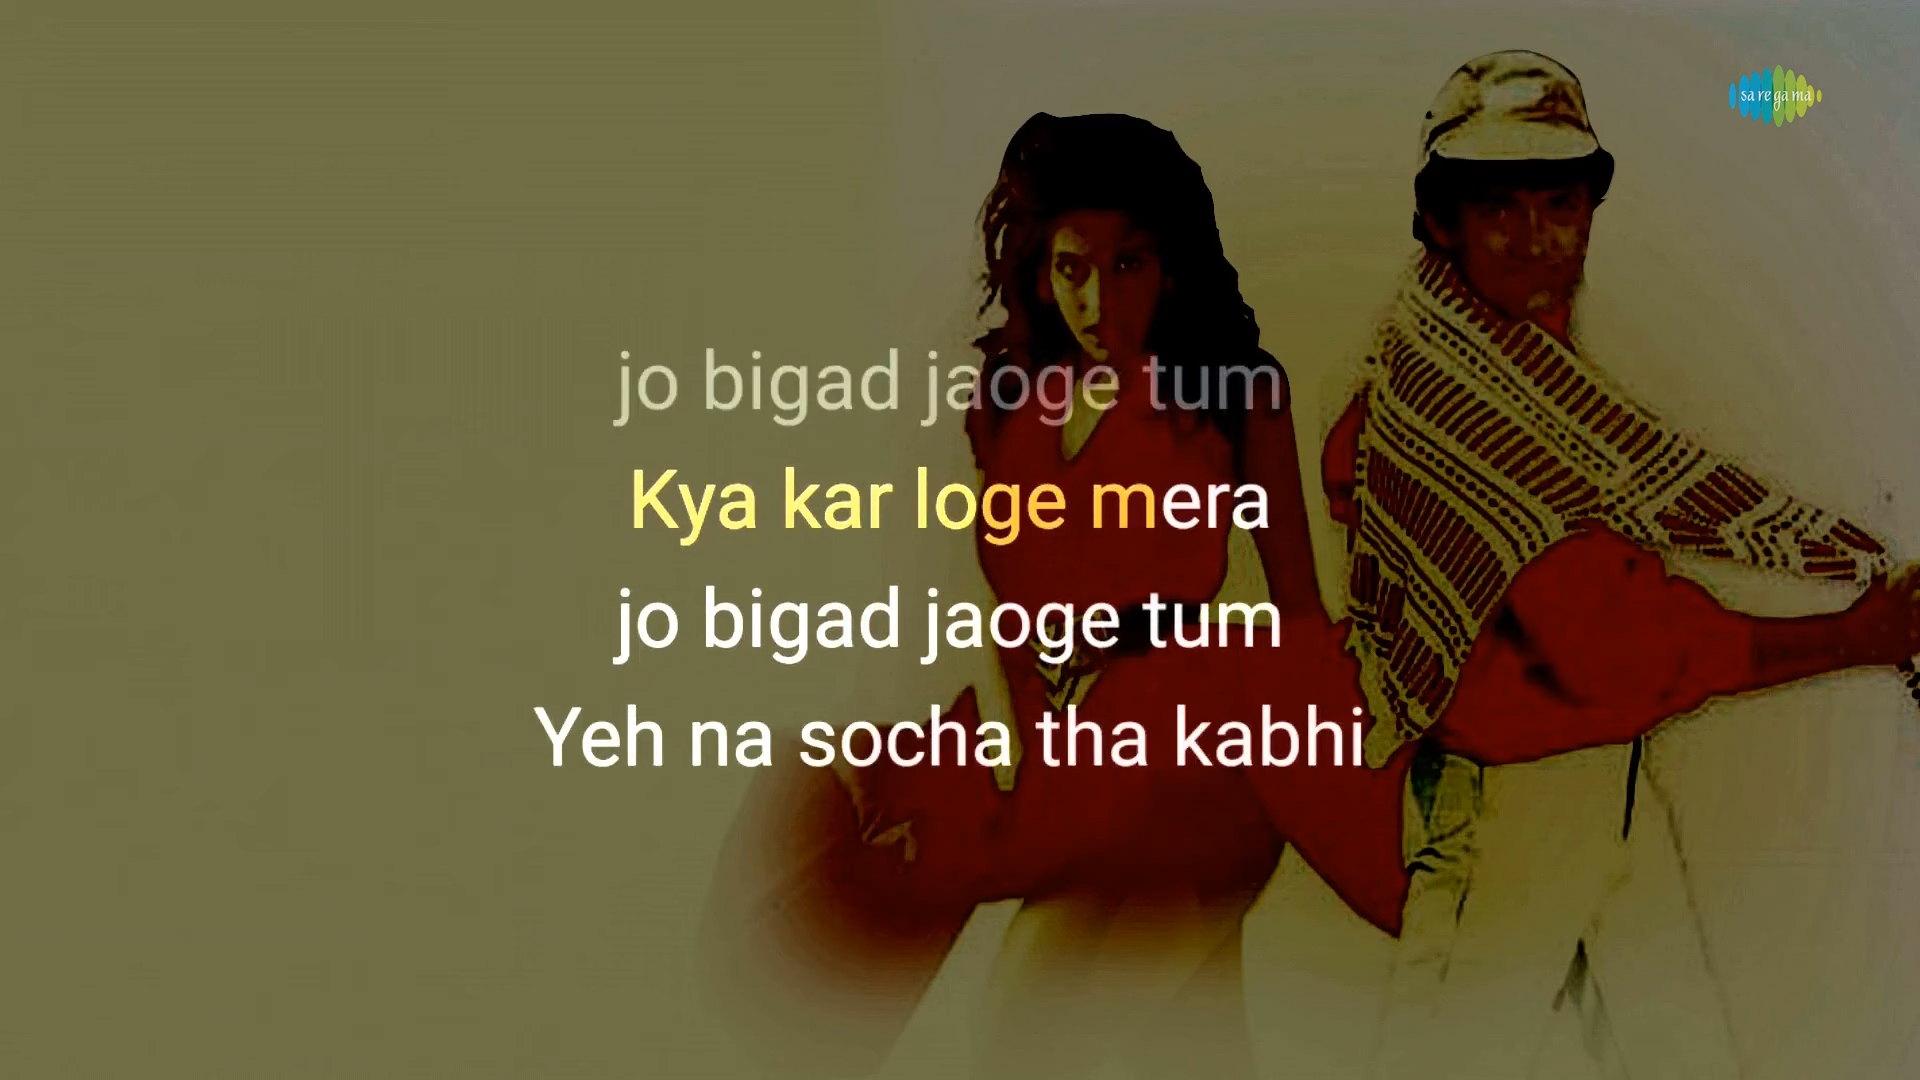 sa re ga ma
jo bigad jaoge tum
Kya kar loge mera
jo bigad jaoge tum
Yeh na socha tha kabhi